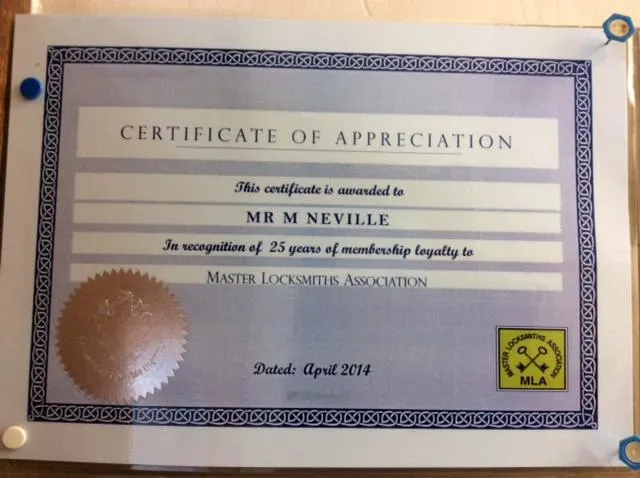 CERTIFICATE OF APPRECIATION
This certificate is awarded to
MR M NEVILLE
In recognition of 25 years of membership loyalty to
MASTER LOCKSMITHS ASSOCIATION
Dated: April 2014
MASTER LOCKSMITHS ASSOCIATION
MLA